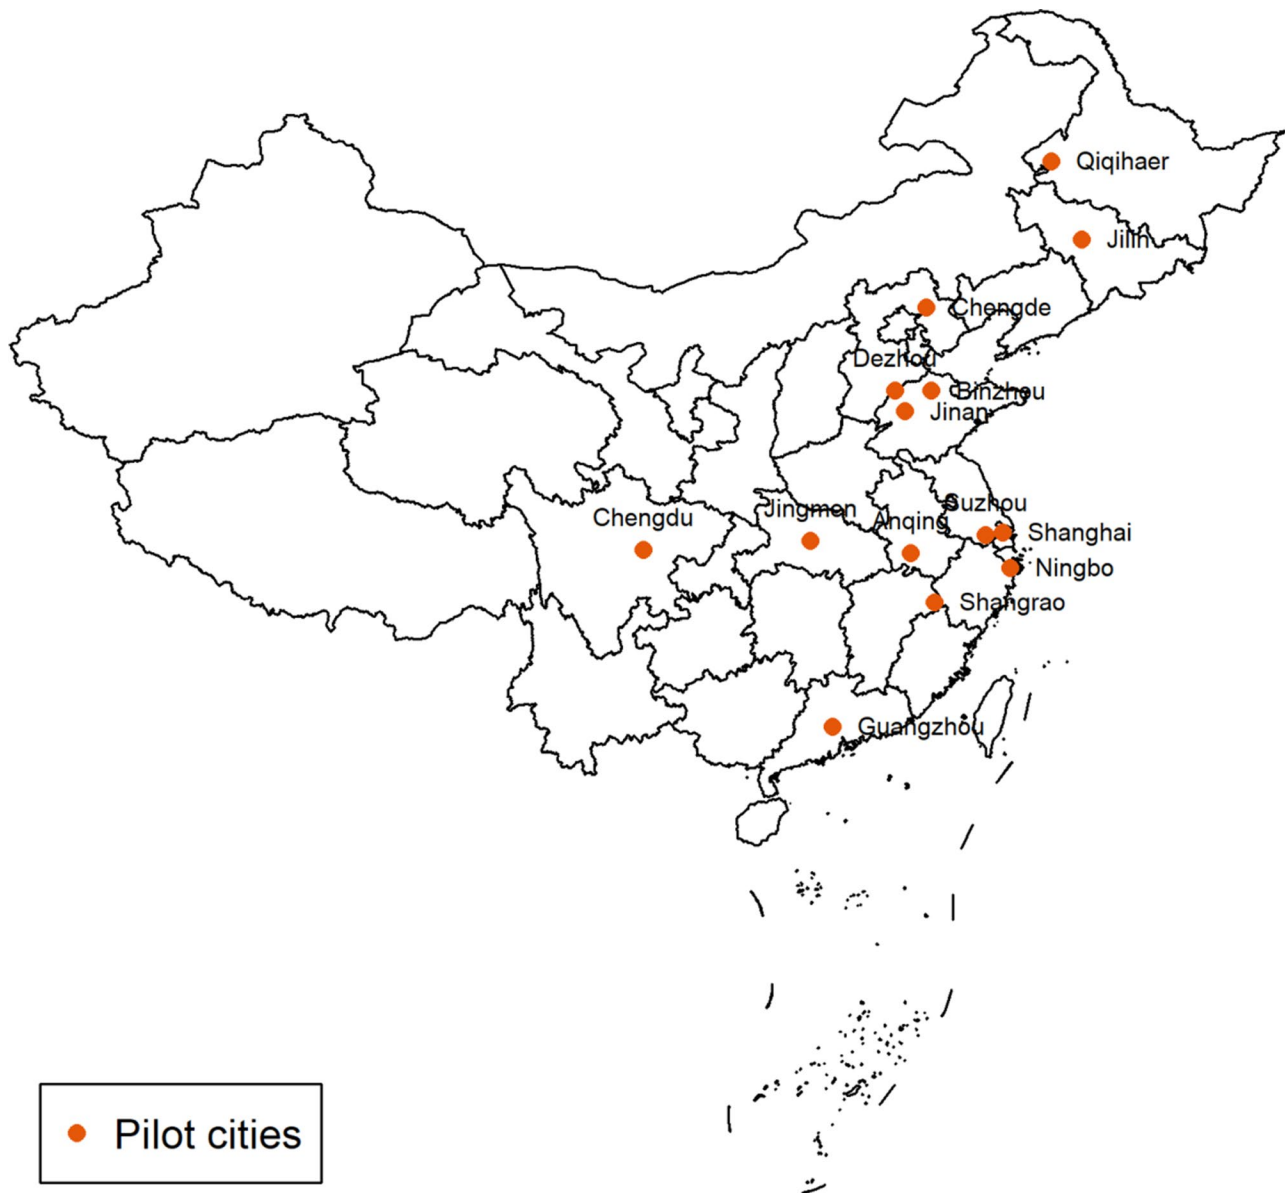 Qiqihaer
Jilin
Chengde
Dezhou
Binzhou
Jinan
Suzhou
Jingmen
Chengdu
Anqing
Shanghai
Ningbo
Shangrao
Guangzhou
Pilot cities